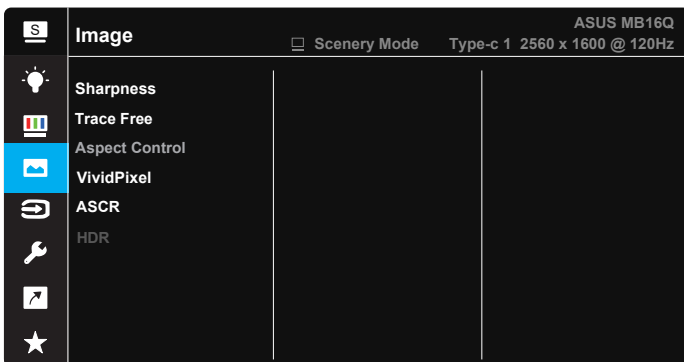 S
Image
ASUS MB16Q
Scenery Mode
Type-c 1 2560 x 1600 @ 120Hz
Sharpness
Trace Free
Aspect Control
VividPixel
ASCR
HDR